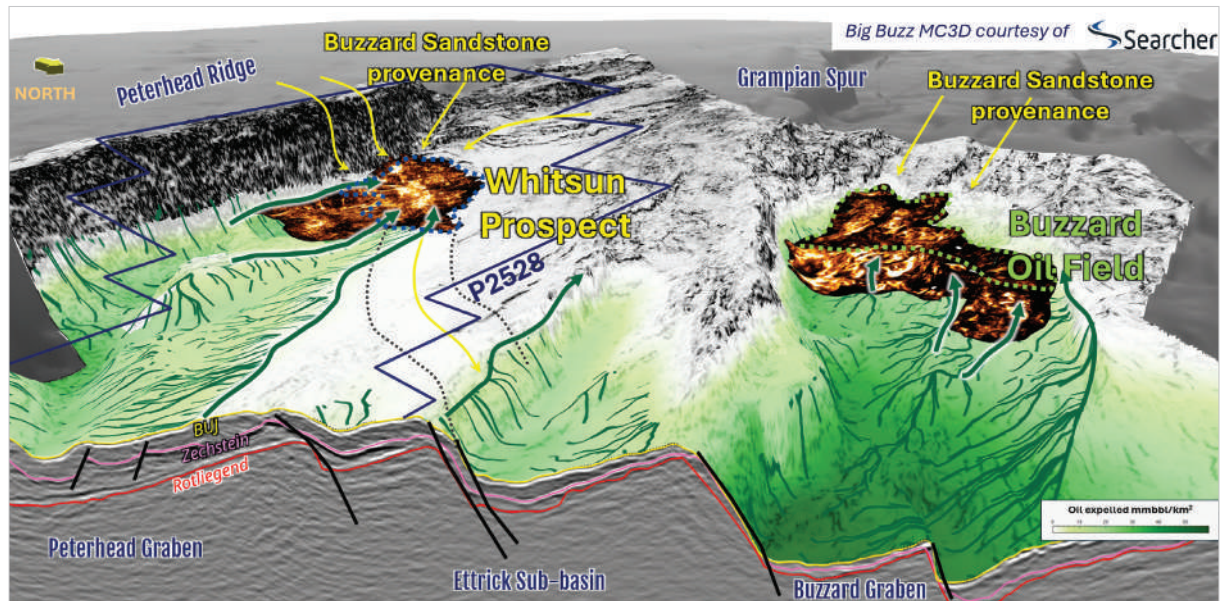 Big Buzz MC3D courtesy of
Searcher
NORTH
Peterhead Ridge
Buzzard Sandstone
provenance
Grampian Spur
Buzzard Sandstone
provenance
Whitsun
Prospect
Buzzard
Oil Field
P2528
BUJ
Zechstein
Rotliegend
Oil expelled mmbbl/km²
0 10 20 30 40 50
Peterhead Graben
Ettrick Sub-basin
Buzzard Graben